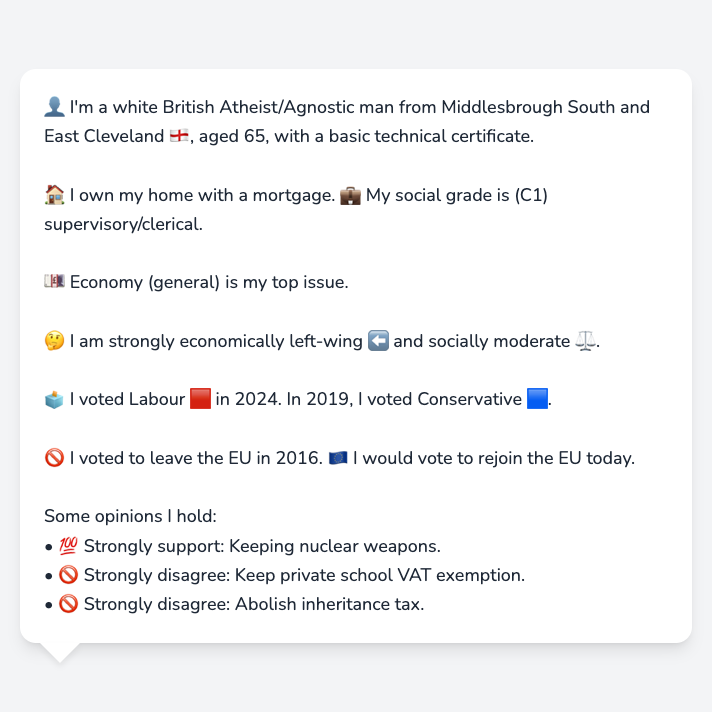 👤 I'm a white British Atheist/Agnostic man from Middlesbrough South and
East Cleveland 🏴󠁧󠁢󠁥󠁮󠁧󠁿, aged 65, with a basic technical certificate.
🏠 I own my home with a mortgage. 💼 My social grade is (C1)
supervisory/clerical.
💷 Economy (general) is my top issue.
🤔 I am strongly economically left-wing ⬅️ and socially moderate ⚖️.
🗳️ I voted Labour 🟥 in 2024. In 2019, I voted Conservative 🟦.
🚫 I voted to leave the EU in 2016. 🇪🇺 I would vote to rejoin the EU today.
Some opinions I hold:
• 💯 Strongly support: Keeping nuclear weapons.
• 🚫 Strongly disagree: Keep private school VAT exemption.
• 🚫 Strongly disagree: Abolish inheritance tax.